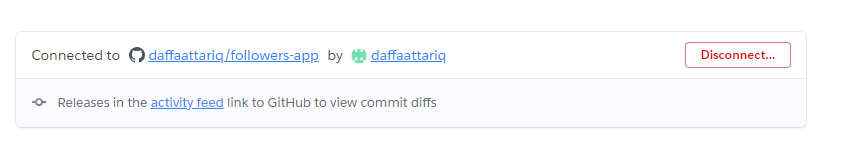 Connected to daffaattariq/followers-app by daffaattariq Disconnect...
Releases in the activity feed link to GitHub to view commit diffs